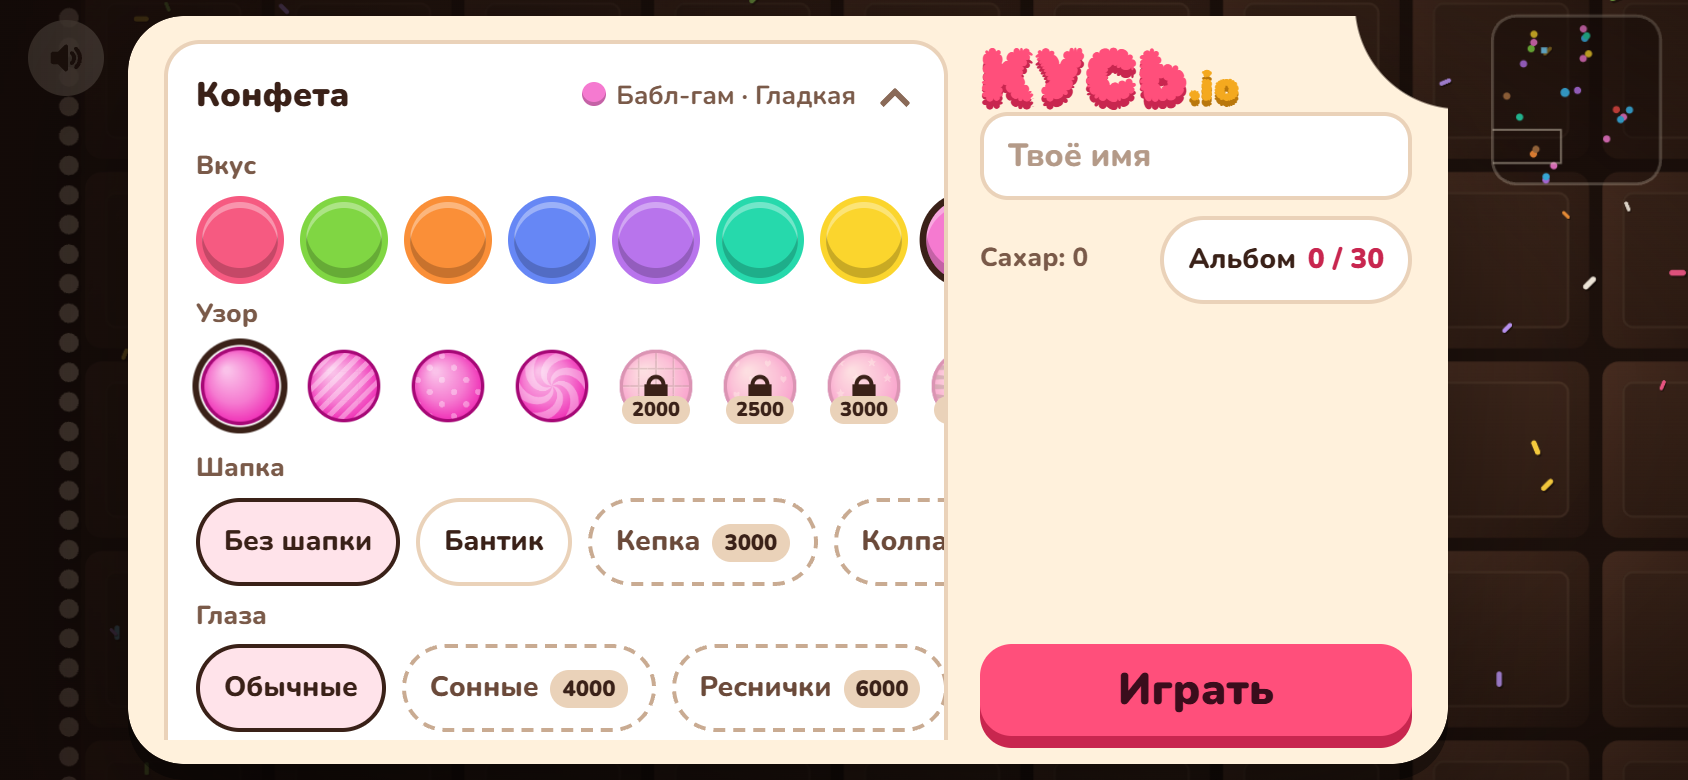 Конфета
Бабл-гам · Гладкая
Вкус
Узор
2000
2500
3000
Шапка
Без шапки
Бантик
Кепка 3000
Колпа
Глаза
Обычные
Сонные 4000
Реснички 6000
КУСЬ.io
Твоё имя
Сахар: 0
Альбом 0 / 30
Играть